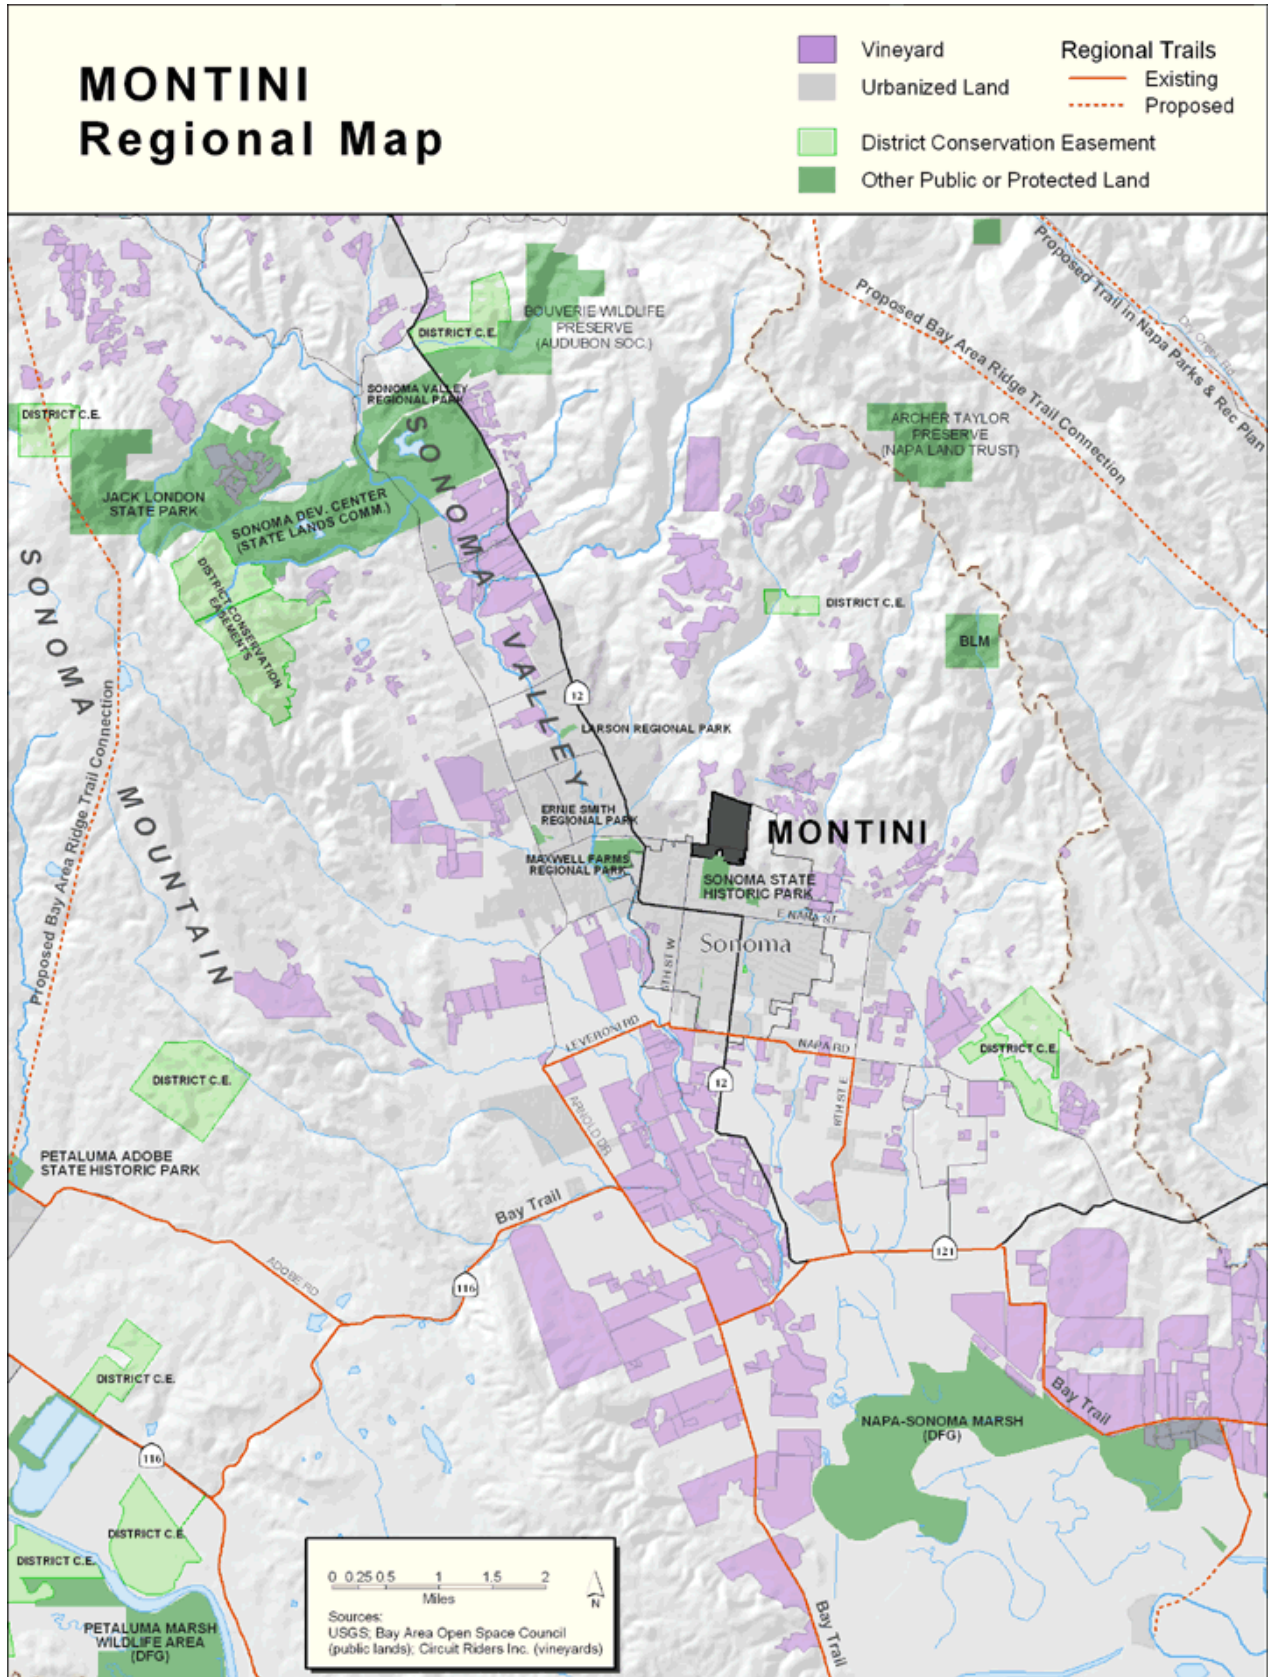 MONTINI
Regional Map
Vineyard
Urbanized Land
District Conservation Easement
Other Public or Protected Land
Regional Trails
Existing
Proposed
Proposed Trail in Napa Parks & Rec Plan
Dry Creek Rd
Proposed Bay Area Ridge Trail Connection
BOUVERIE WILDLIFE
PRESERVE
(AUDUBON SOC.)
DISTRICT C.E.
SONOMA VALLEY
REGIONAL PARK
DISTRICT C.E.
ARCHER TAYLOR
PRESERVE
(NAPA LAND TRUST)
JACK LONDON
STATE PARK
SONOMA DEV. CENTER
(STATE LANDS COMM.)
SONOMA VALLEY
DISTRICT CONSERVATION
EASEMENTS
DISTRICT C.E.
BLM
SONOMA MOUNTAIN
Proposed Bay Area Ridge Trail Connection
12
LARSON REGIONAL PARK
ERNIE SMITH
REGIONAL PARK
MONTINI
MAXWELL FARMS
REGIONAL PARK
SONOMA STATE
HISTORIC PARK
E NAPA ST
Sonoma
5TH ST W
LEVERONI RD
NAPA RD
DISTRICT C.E.
DISTRICT C.E.
12
8TH ST E
ARNOLD DR
PETALUMA ADOBE
STATE HISTORIC PARK
Bay Trail
121
ADOBE RD
116
DISTRICT C.E.
Bay Trail
NAPA-SONOMA MARSH
(DFG)
116
DISTRICT C.E.
DISTRICT C.E.
PETALUMA MARSH
WILDLIFE AREA
(DFG)
Bay Trail
0 0.25 0.5 1 1.5 2
Miles
N
Sources:
USGS; Bay Area Open Space Council
(public lands); Circuit Riders Inc. (vineyards)